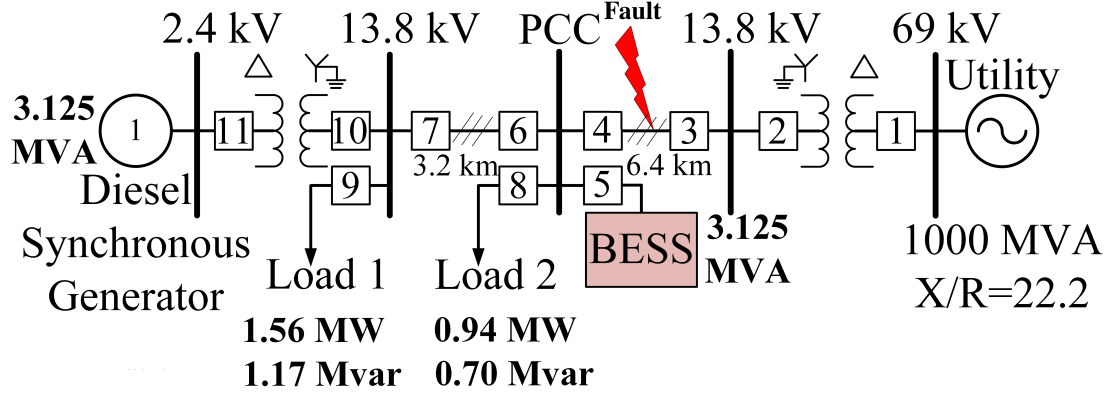 Fault
2.4 kV
13.8 kV
PCC
13.8 kV
69 kV
Utility
3.125
MVA
1
11
10
7
6
4
3
2
1
3.2 km
6.4 km
Diesel
Synchronous
Generator
9
8
5
Load 1
1.56 MW
1.17 Mvar
Load 2
0.94 MW
0.70 Mvar
BESS
3.125
MVA
1000 MVA
X/R=22.2